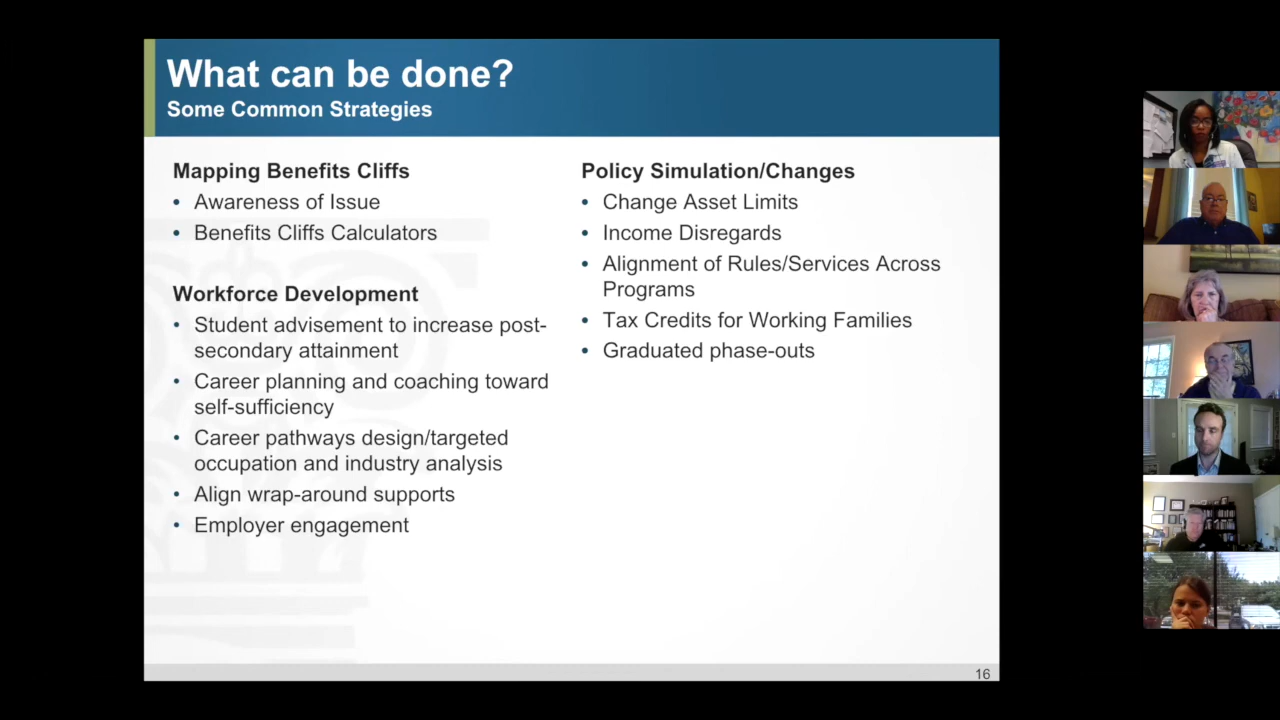 What can be done?
Some Common Strategies
Mapping Benefits Cliffs
• Awareness of Issue
• Benefits Cliffs Calculators
Workforce Development
• Student advisement to increase post-
secondary attainment
• Career planning and coaching toward
self-sufficiency
• Career pathways design/targeted
occupation and industry analysis
• Align wrap-around supports
• Employer engagement
Policy Simulation/Changes
• Change Asset Limits
• Income Disregards
• Alignment of Rules/Services Across
Programs
• Tax Credits for Working Families
• Graduated phase-outs
16